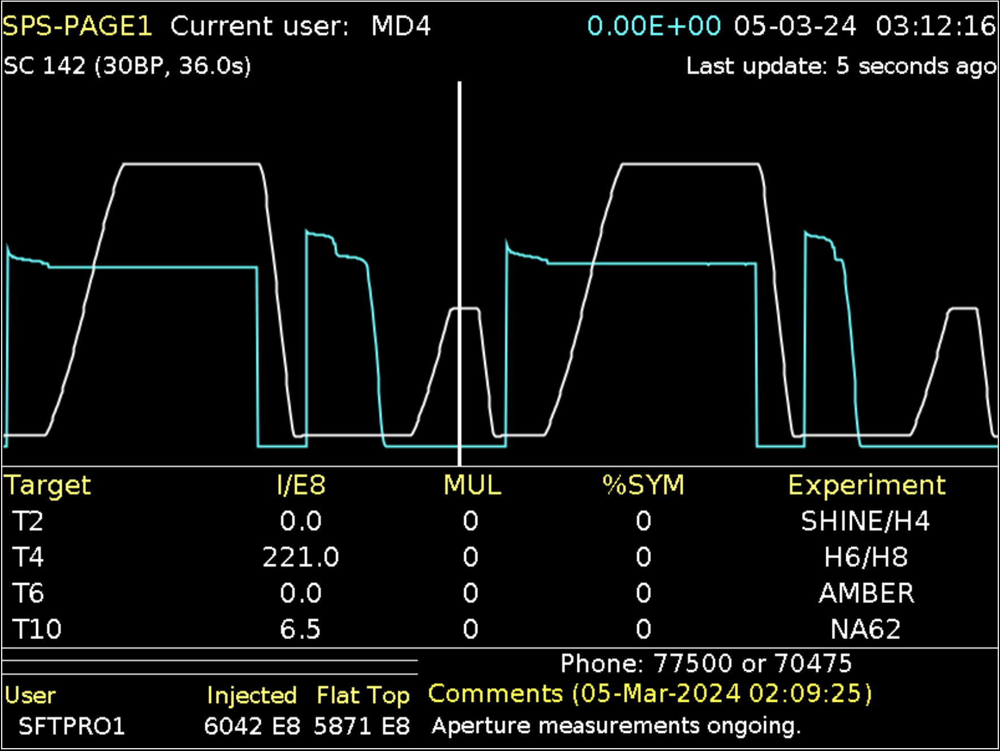 SPS-PAGE1 Current user: MD4 0.00E+00 05-03-24 03:12:16
SC 142 (30BP, 36.0s) Last update: 5 seconds ago
Target I/E8 MUL %SYM Experiment
T2 0.0 0 0 SHINE/H4
T4 221.0 0 0 H6/H8
T6 0.0 0 0 AMBER
T10 6.5 0 0 NA62
Phone: 77500 or 70475
User Injected Flat Top Comments (05-Mar-2024 02:09:25)
SFTPRO1 6042 E8 5871 E8 Aperture measurements ongoing.